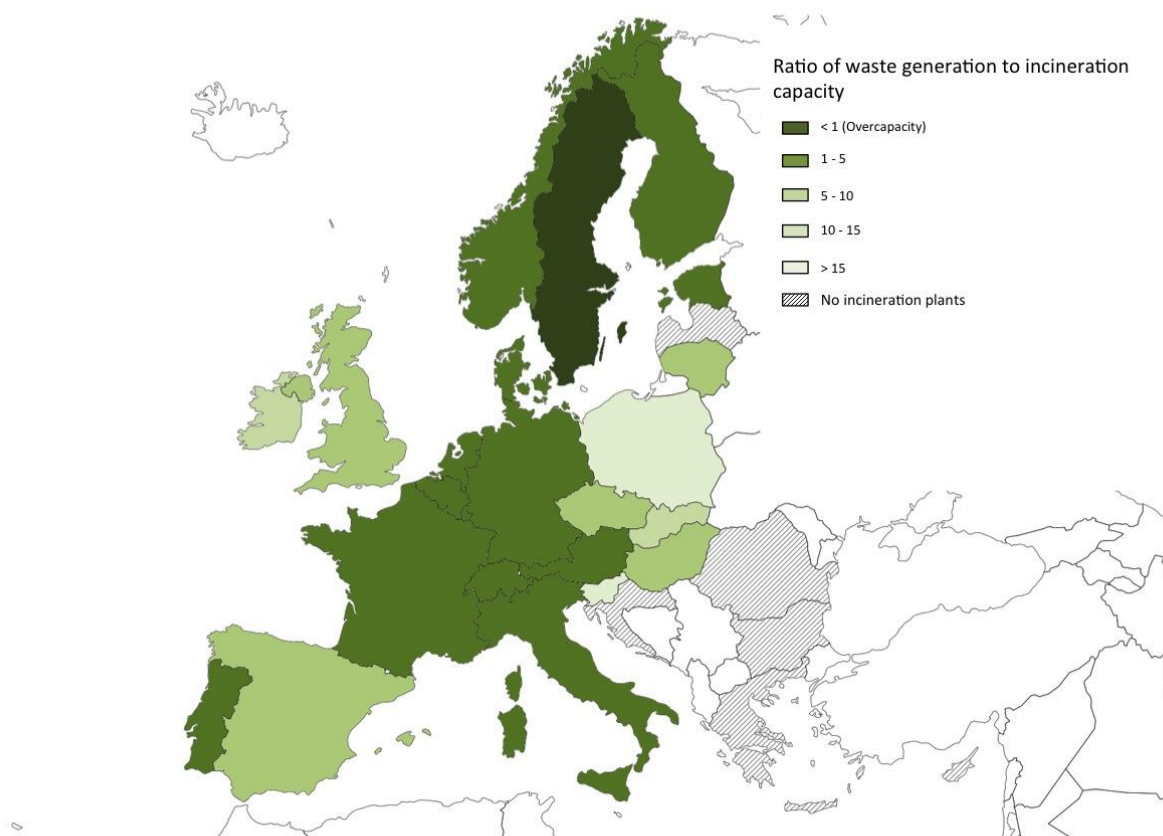 Ratio of waste generation to incineration
capacity
< 1 (Overcapacity)
1 - 5
5 - 10
10 - 15
> 15
No incineration plants